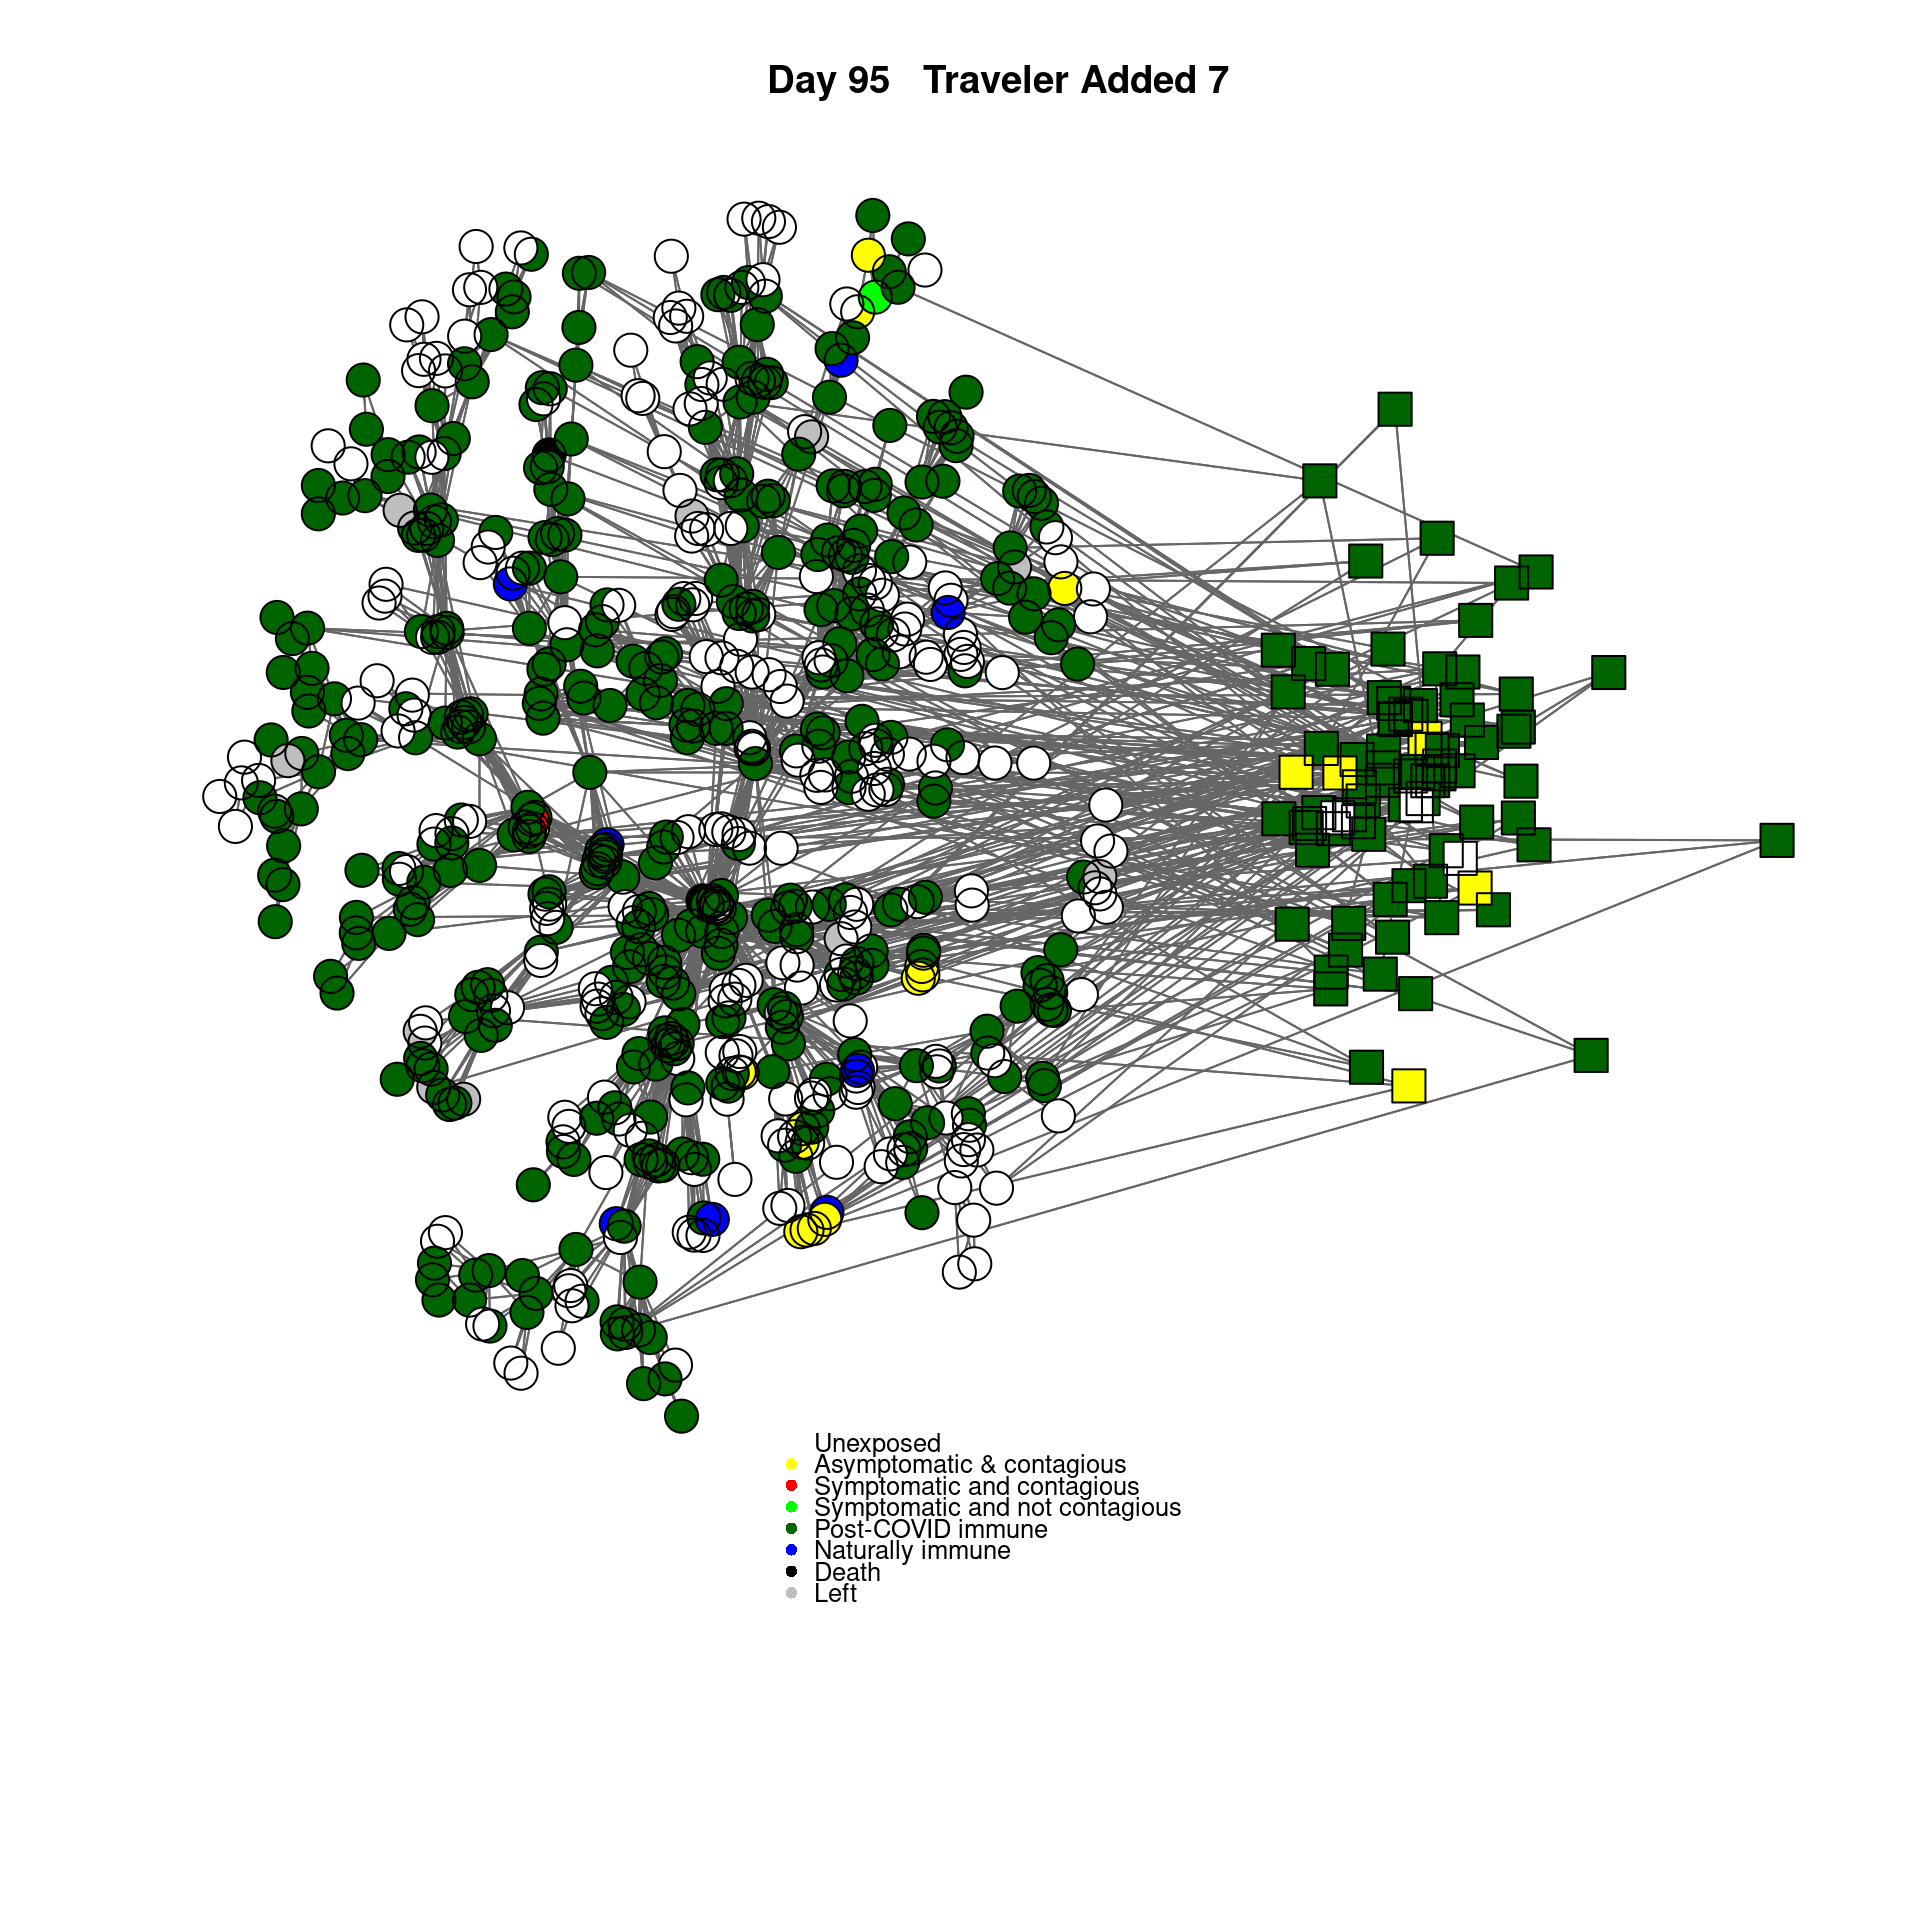 Day 95   Traveler Added 7
Unexposed
Asymptomatic & contagious
Symptomatic and contagious
Symptomatic and not contagious
Post-COVID immune
Naturally immune
Death
Left